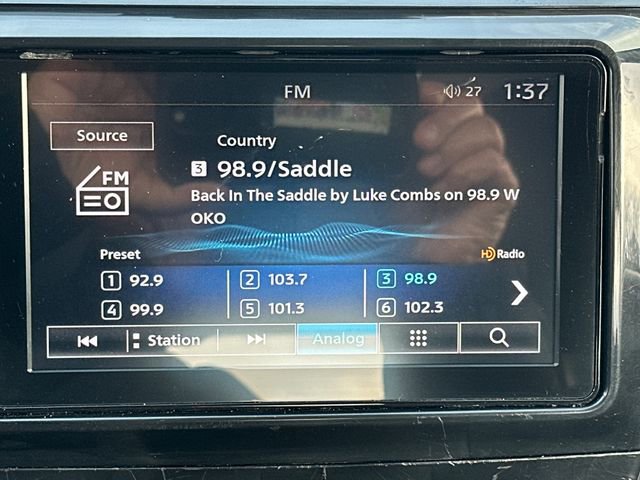 FM 27 1:37
Source
Country
3 98.9/Saddle
FM
Back In The Saddle by Luke Combs on 98.9 W
OKO
Preset HD Radio
1 92.9 2 103.7 3 98.9
4 99.9 5 101.3 6 102.3
Station Analog